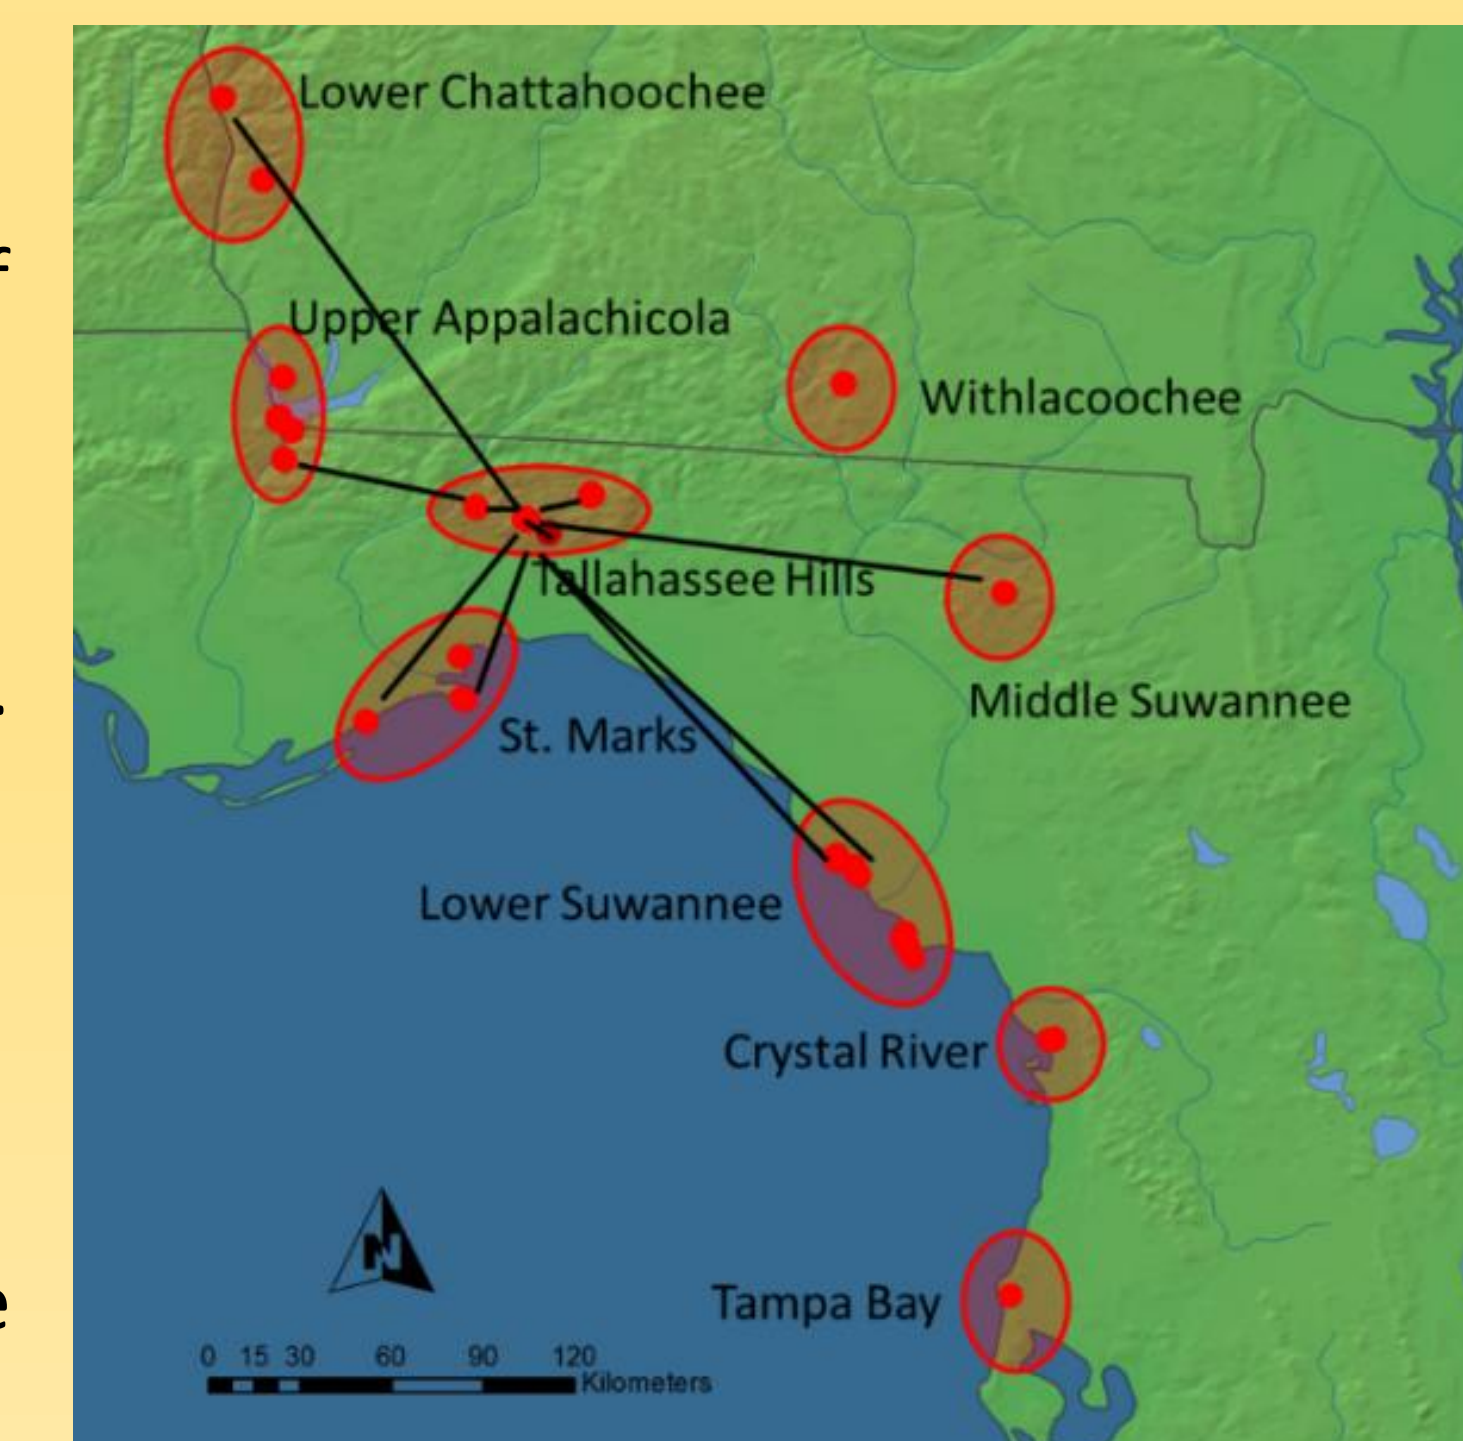 Lower Chattahoochee
Upper Appalachicola
Withlacoochee
Tallahassee Hills
Middle Suwannee
St. Marks
Lower Suwannee
Crystal River
N
Tampa Bay
0 15 30 60 90 120
Kilometers